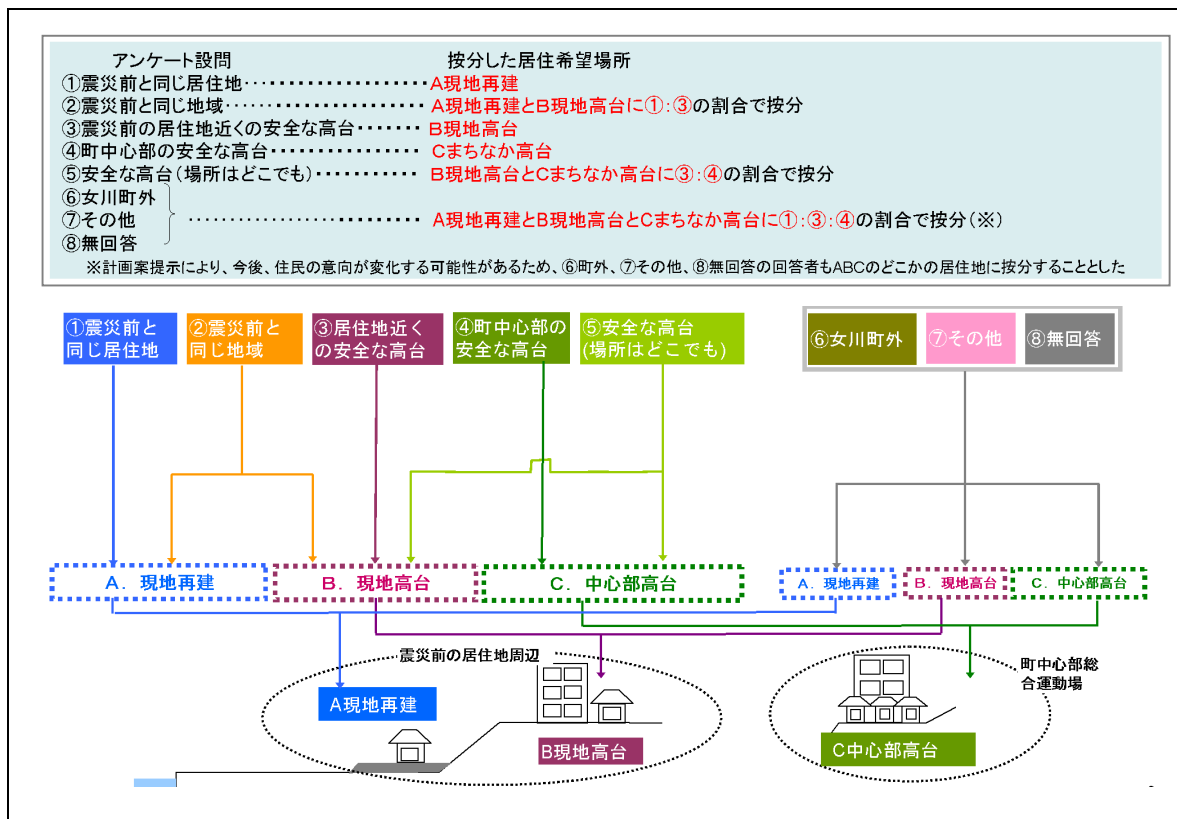 アンケート設問 按分した居住希望場所
①震災前と同じ居住地・・・・・・・・・・・・・・・・・・A現地再建
②震災前と同じ地域・・・・・・・・・・・・・・・・・・・・A現地再建とB現地高台に①：③の割合で按分
③震災前の居住地近くの安全な高台・・・・・・・B現地高台
④町中心部の安全な高台・・・・・・・・・・・・・・・・Cまちなか高台
⑤安全な高台（場所はどこでも）・・・・・・・・・・・B現地高台とCまちなか高台に③：④の割合で按分
⑥女川町外
⑦その他 ・・・・・・・・・・・・・・・・・・・・・・・A現地再建とB現地高台とCまちなか高台に①：③：④の割合で按分（※）
⑧無回答
※計画案提示により、今後、住民の意向が変化する可能性があるため、⑥町外、⑦その他、⑧無回答の回答者もABCのどこかの居住地に按分することとした
①震災前と
同じ居住地
②震災前と
同じ地域
③居住地近く
の安全な高台
④町中心部の
安全な高台
⑤安全な高台
(場所はどこでも)
⑥女川町外
⑦その他
⑧無回答
A．現地再建
B．現地高台
C．中心部高台
A．現地再建
B．現地高台
C．中心部高台
震災前の居住地周辺
町中心部総
合運動場
A現地再建
B現地高台
C中心部高台